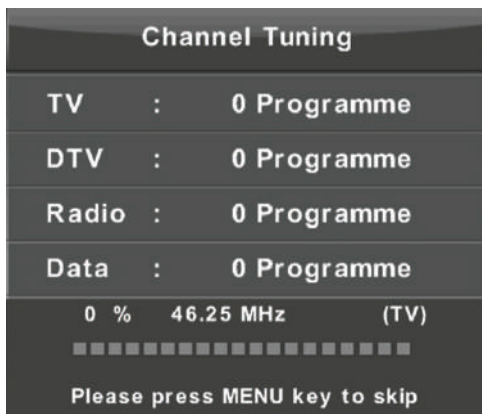 Channel Tuning
TV : 0 Programme
DTV : 0 Programme
Radio : 0 Programme
Data : 0 Programme
0 % 46.25 MHz (TV)
Please press MENU key to skip